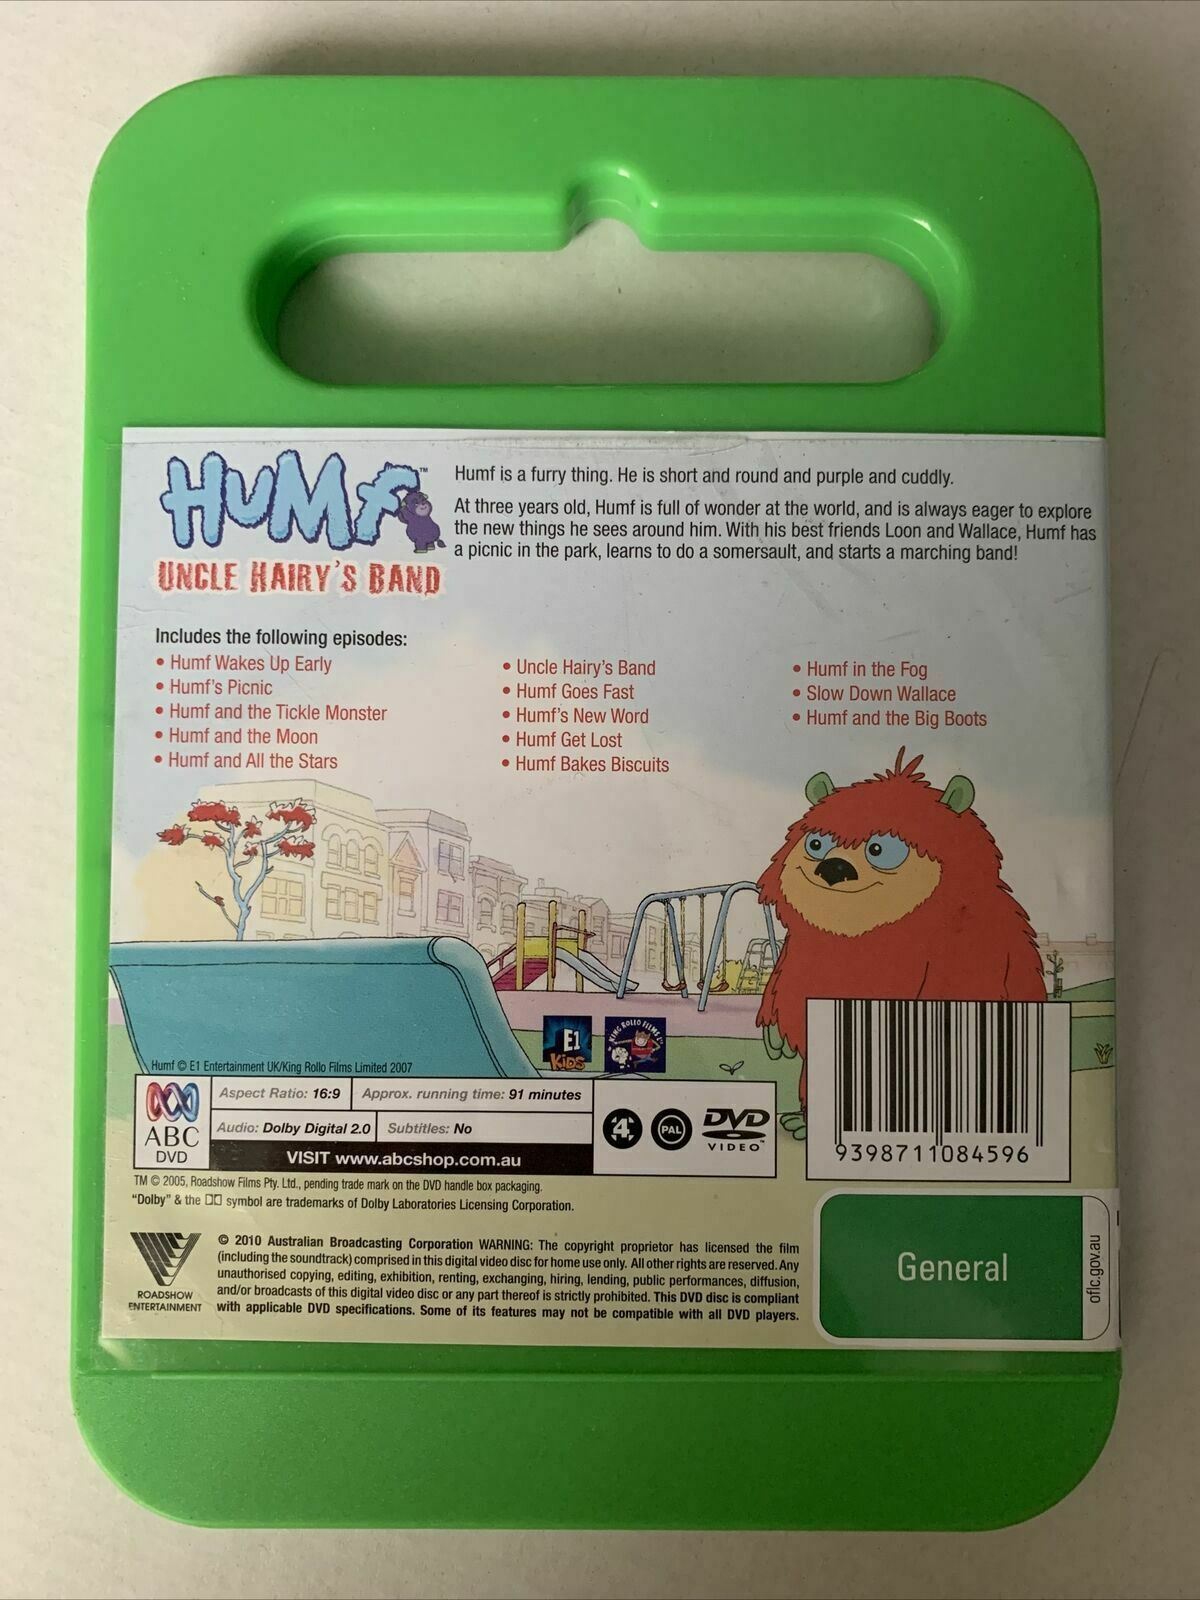 HUMF™
UNCLE HAIRY'S BAND
Humf is a furry thing. He is short and round and purple and cuddly.
At three years old, Humf is full of wonder at the world, and is always eager to explore
the new things he sees around him. With his best friends Loon and Wallace, Humf has
a picnic in the park, learns to do a somersault, and starts a marching band!
Includes the following episodes:
• Humf Wakes Up Early
• Humf's Picnic
• Humf and the Tickle Monster
• Humf and the Moon
• Humf and All the Stars
• Uncle Hairy's Band
• Humf Goes Fast
• Humf's New Word
• Humf Get Lost
• Humf Bakes Biscuits
• Humf in the Fog
• Slow Down Wallace
• Humf and the Big Boots
E1
KIDS
KING ROLLO FILMS
Humf © E1 Entertainment UK/King Rollo Films Limited 2007
ABC
DVD
Aspect Ratio: 16:9
Approx. running time: 91 minutes
Audio: Dolby Digital 2.0
Subtitles: No
VISIT www.abcshop.com.au
4
PAL
DVD
VIDEO™
9398711084596
TM © 2005, Roadshow Films Pty. Ltd., pending trade mark on the DVD handle box packaging.
"Dolby" & the DD symbol are trademarks of Dolby Laboratories Licensing Corporation.
ROADSHOW
ENTERTAINMENT
© 2010 Australian Broadcasting Corporation WARNING: The copyright proprietor has licensed the film
(including the soundtrack) comprised in this digital video disc for home use only. All other rights are reserved. Any
unauthorised copying, editing, exhibition, renting, exchanging, hiring, lending, public performances, diffusion,
and/or broadcasts of this digital video disc or any part thereof is strictly prohibited. This DVD disc is compliant
with applicable DVD specifications. Some of its features may not be compatible with all DVD players.
General
oflc.gov.au